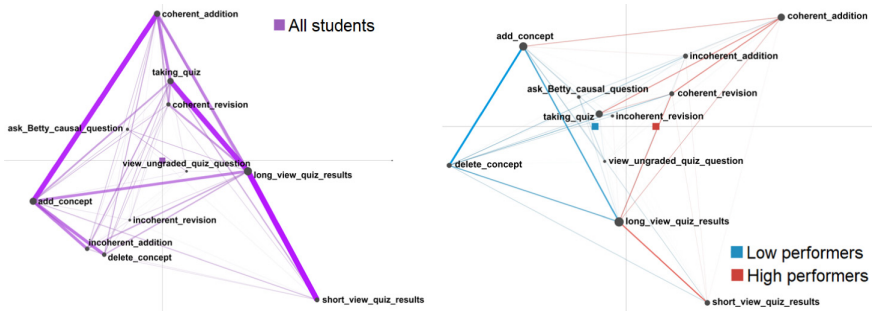 coherent_addition
All students
taking_quiz
coherent_revision
ask_Betty_causal_question
view_ungraded_quiz_question
long_view_quiz_results
add_concept
incoherent_revision
incoherent_addition
delete_concept
short_view_quiz_results
coherent_addition
add_concept
incoherent_addition
ask_Betty_causal_question
coherent_revision
taking_quiz
incoherent_revision
delete_concept
view_ungraded_quiz_question
long_view_quiz_results
Low performers
High performers
short_view_quiz_results